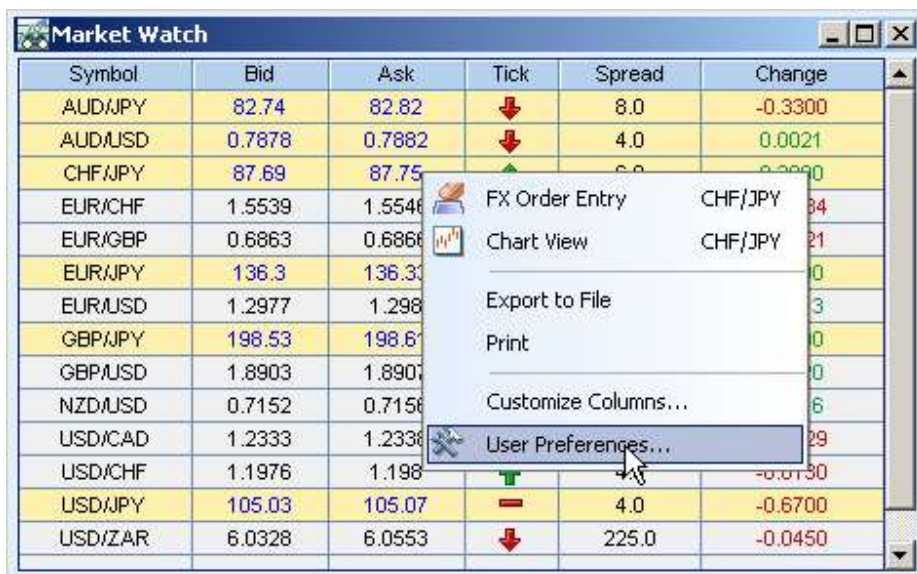 Market Watch
Symbol Bid Ask Tick Spread Change
AUD/JPY 82.74 82.82 8.0 -0.3300
AUD/USD 0.7878 0.7882 4.0 0.0021
CHF/JPY 87.69 87.75
EUR/CHF 1.5539
FX Order Entry CHF/JPY
EUR/GBP 0.6863
Chart View CHF/JPY
EUR/JPY 136.3
EUR/USD 1.2977
Export to File
GBP/JPY 198.53
Print
GBP/USD 1.8903
NZD/USD 0.7152
Customize Columns...
USD/CAD 1.2333
User Preferences...
USD/CHF 1.1976
USD/JPY 105.03 105.07 4.0 -0.6700
USD/ZAR 6.0328 6.0553 225.0 -0.0450